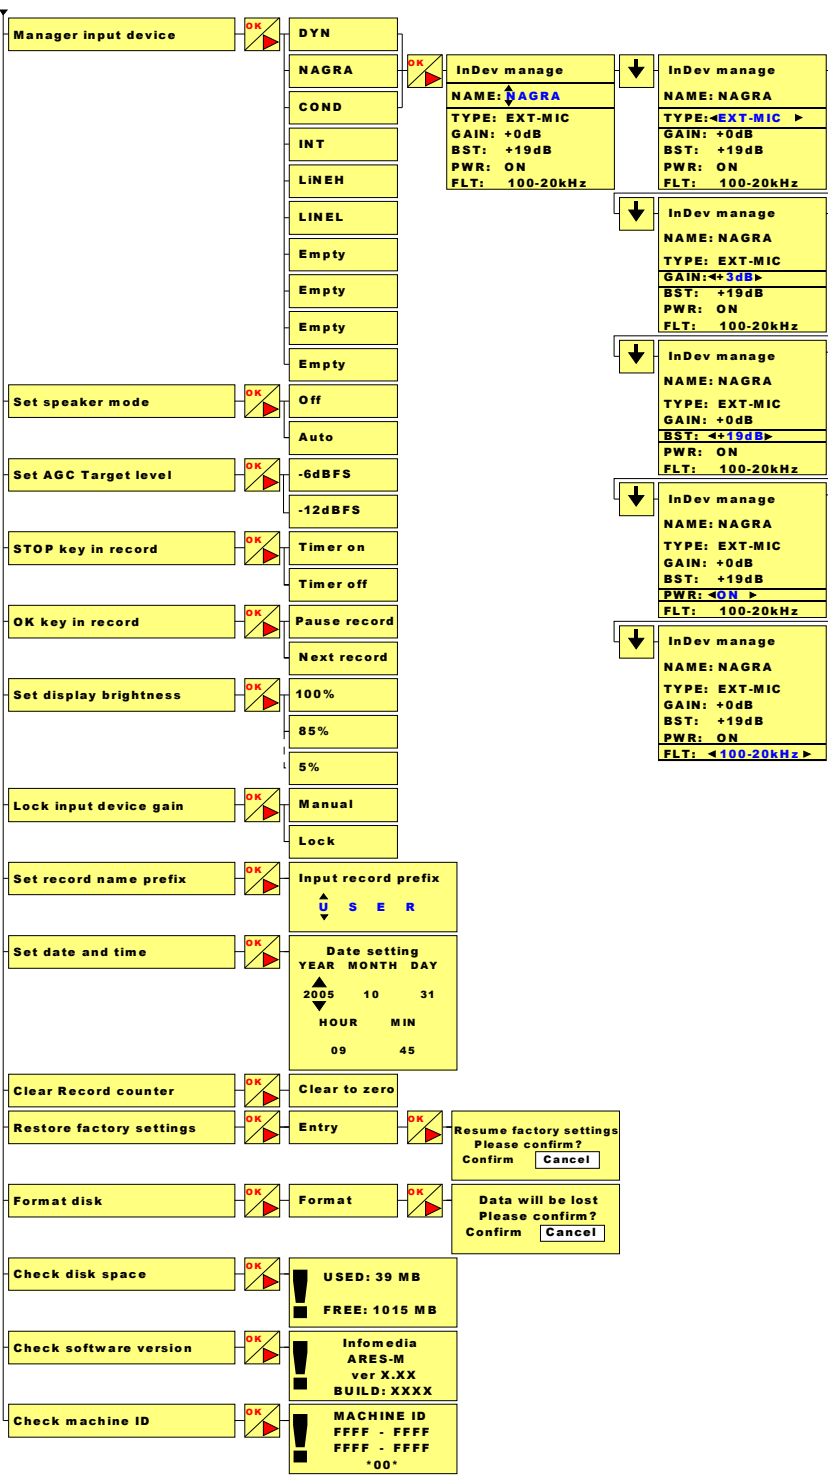 Manager input device
OK
DYN
NAGRA
COND
INT
LiNEH
LINEL
Empty
Empty
Empty
Empty
OK
InDev manage
NAME: NAGRA
TYPE: EXT-MIC
GAIN: +0dB
BST: +19dB
PWR: ON
FLT: 100-20kHz
InDev manage
NAME: NAGRA
TYPE: EXT-MIC
GAIN: +0dB
BST: +19dB
PWR: ON
FLT: 100-20kHz
InDev manage
NAME: NAGRA
TYPE: EXT-MIC
GAIN: +3dB
BST: +19dB
PWR: ON
FLT: 100-20kHz
InDev manage
NAME: NAGRA
TYPE: EXT-MIC
GAIN: +0dB
BST: +19dB
PWR: ON
FLT: 100-20kHz
InDev manage
NAME: NAGRA
TYPE: EXT-MIC
GAIN: +0dB
BST: +19dB
PWR: ON
FLT: 100-20kHz
InDev manage
NAME: NAGRA
TYPE: EXT-MIC
GAIN: +0dB
BST: +19dB
PWR: ON
FLT: 100-20kHz
Set speaker mode
OK
Off
Auto
Set AGC Target level
OK
-6dBFS
-12dBFS
STOP key in record
OK
Timer on
Timer off
OK key in record
OK
Pause record
Next record
Set display brightness
OK
100%
85%
5%
Lock input device gain
OK
Manual
Lock
Set record name prefix
OK
Input record prefix
U S E R
Set date and time
OK
Date setting
YEAR MONTH DAY
2005 10 31
HOUR MIN
09 45
Clear Record counter
OK
Clear to zero
Restore factory settings
OK
Entry
OK
Resume factory settings
Please confirm?
Confirm Cancel
Format disk
OK
Format
OK
Data will be lost
Please confirm?
Confirm Cancel
Check disk space
OK
!
USED: 39 MB
FREE: 1015 MB
Check software version
OK
!
Infomedia
ARES-M
ver X.XX
BUILD: XXXX
Check machine ID
OK
!
MACHINE ID
FFFF - FFFF
FFFF - FFFF
*00*